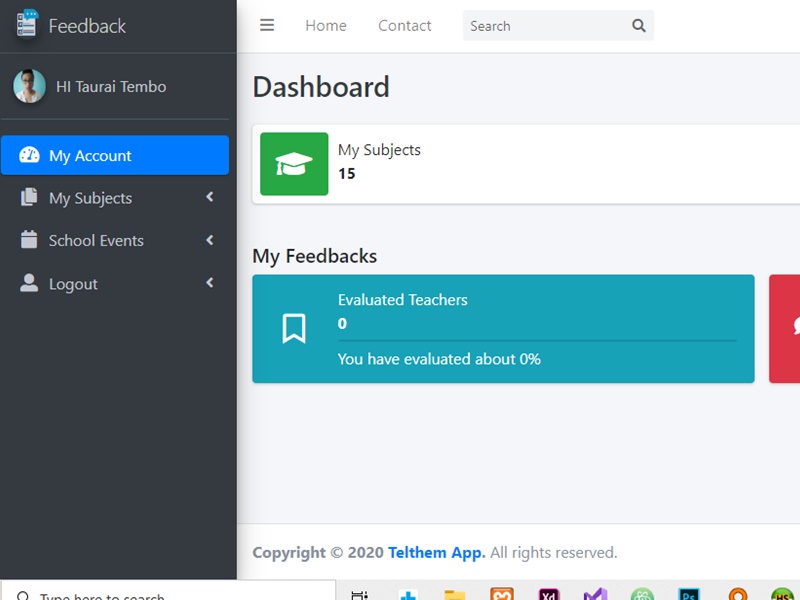 Feedback
Home
Contact
Search
HI Taurai Tembo
Dashboard
My Account
My Subjects
School Events
Logout
My Subjects
15
My Feedbacks
Evaluated Teachers
0
You have evaluated about 0%
Copyright © 2020 Telthem App. All rights reserved.
Type here to search
Xd
Ps
HS